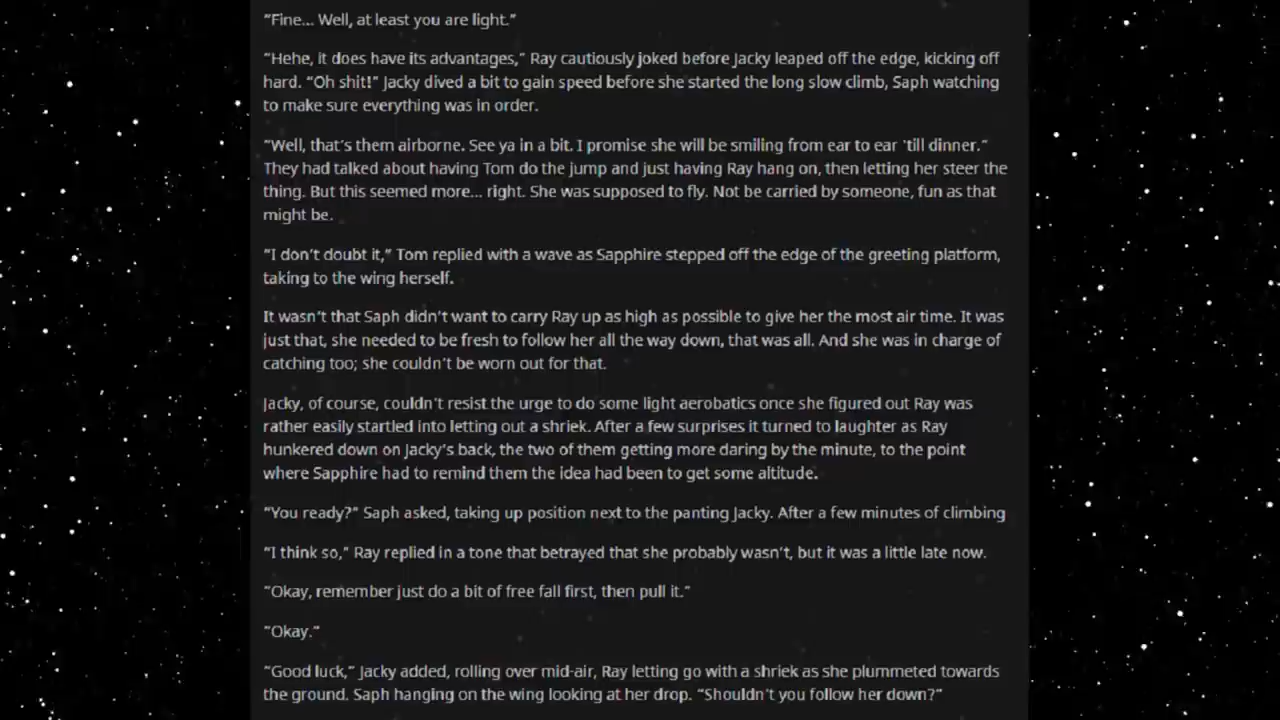 “Fine... Well, at least you are light.”
“Hehe, it does have its advantages,” Ray cautiously joked before Jacky leaped off the edge, kicking off
hard. “Oh shit!” Jacky dived a bit to gain speed before she started the long slow climb, Saph watching
to make sure everything was in order.
“Well, that’s them airborne. See ya in a bit. I promise she will be smiling from ear to ear ‘till dinner.”
They had talked about having Tom do the jump and just having Ray hang on, then letting her steer the
thing. But this seemed more... right. She was supposed to fly. Not be carried by someone, fun as that
might be.
“I don’t doubt it,” Tom replied with a wave as Sapphire stepped off the edge of the greeting platform,
taking to the wing herself.
It wasn’t that Saph didn’t want to carry Ray up as high as possible to give her the most air time. It was
just that, she needed to be fresh to follow her all the way down, that was all. And she was in charge of
catching too; she couldn’t be worn out for that.
Jacky, of course, couldn’t resist the urge to do some light aerobatics once she figured out Ray was
rather easily startled into letting out a shriek. After a few surprises it turned to laughter as Ray
hunkered down on Jacky’s back, the two of them getting more daring by the minute, to the point
where Sapphire had to remind them the idea had been to get some altitude.
“You ready?” Saph asked, taking up position next to the panting Jacky. After a few minutes of climbing
“I think so,” Ray replied in a tone that betrayed that she probably wasn’t, but it was a little late now.
“Okay, remember just do a bit of free fall first, then pull it.”
“Okay.”
“Good luck,” Jacky added, rolling over mid-air, Ray letting go with a shriek as she plummeted towards
the ground. Saph hanging on the wing looking at her drop. “Shouldn’t you follow her down?”